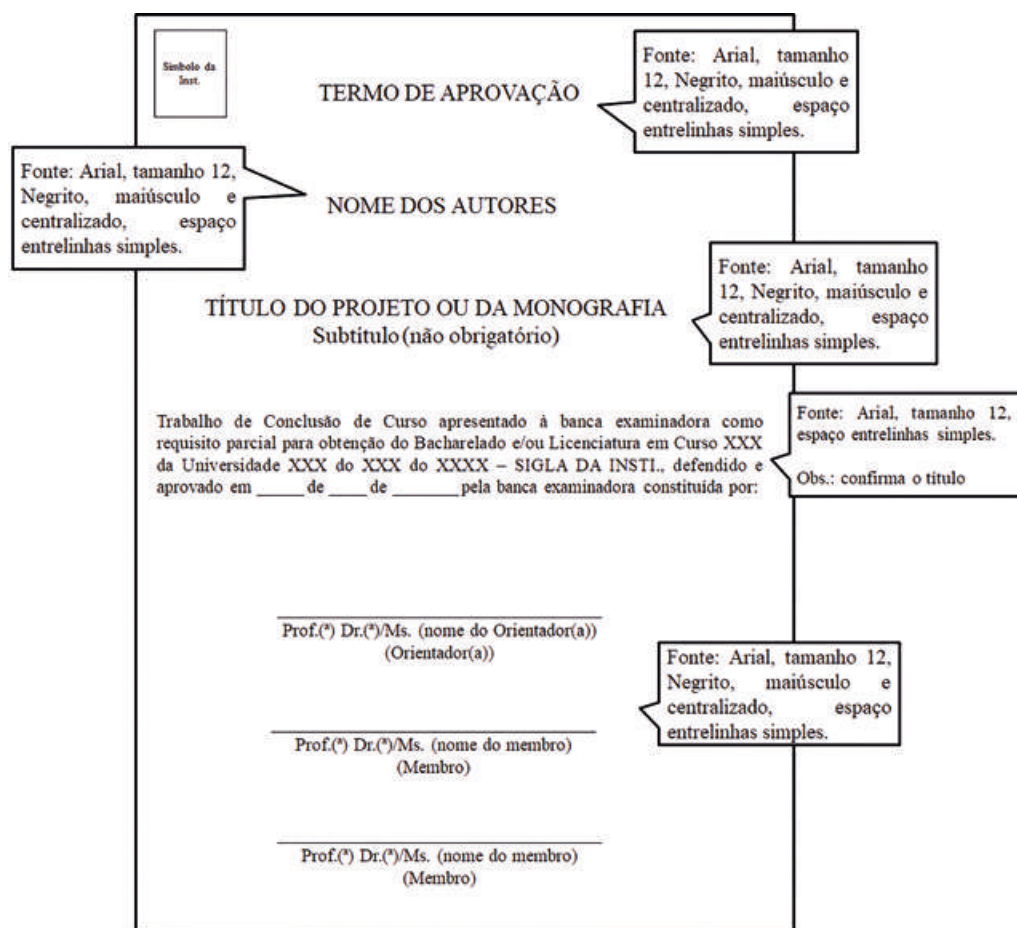 Símbolo da
Inst.
TERMO DE APROVAÇÃO
Fonte: Arial, tamanho
12, Negrito, maiúsculo e
centralizado, espaço
entrelinhas simples.
Fonte: Arial, tamanho 12,
Negrito, maiúsculo e
centralizado, espaço
entrelinhas simples.
NOME DOS AUTORES
TÍTULO DO PROJETO OU DA MONOGRAFIA
Subtítulo (não obrigatório)
Fonte: Arial, tamanho
12, Negrito, maiúsculo e
centralizado, espaço
entrelinhas simples.
Trabalho de Conclusão de Curso apresentado à banca examinadora como
requisito parcial para obtenção do Bacharelado e/ou Licenciatura em Curso XXX
da Universidade XXX do XXX do XXXX – SIGLA DA INSTI., defendido e
aprovado em _____ de ____ de _______ pela banca examinadora constituída por:
Fonte: Arial, tamanho 12,
espaço entrelinhas simples.
Obs.: confirma o título
Prof.(ª) Dr.(ª)/Ms. (nome do Orientador(a))
(Orientador(a))
Fonte: Arial, tamanho 12,
Negrito, maiúsculo e
centralizado, espaço
entrelinhas simples.
Prof.(ª) Dr.(ª)/Ms. (nome do membro)
(Membro)
Prof.(ª) Dr.(ª)/Ms. (nome do membro)
(Membro)